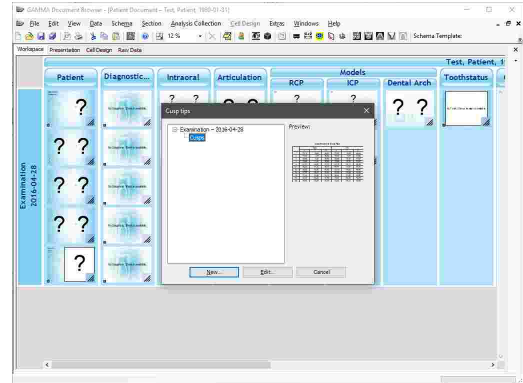 (GAMMA Document Browser - [Patient Document - Test, Patient, 1990-01-01]
File Edit View Data Schema Section Analysis Collection Cell Design Extras Windows Helper
12 %
Schema Template:
Workspace Presentation Cell Design Raw Data
Test, Patient, 1
Patient Diagnostic... Intraoral Articulation Models Toothstatus
RCP ICP Dental Arch
Examination
2016-04-28
? ? ? ? ? ? ?
? ?
? ?
? ?
?
Cusp tips
Examination - 2016-04-28
Cusps
Preview:
New... Edit... Cancel